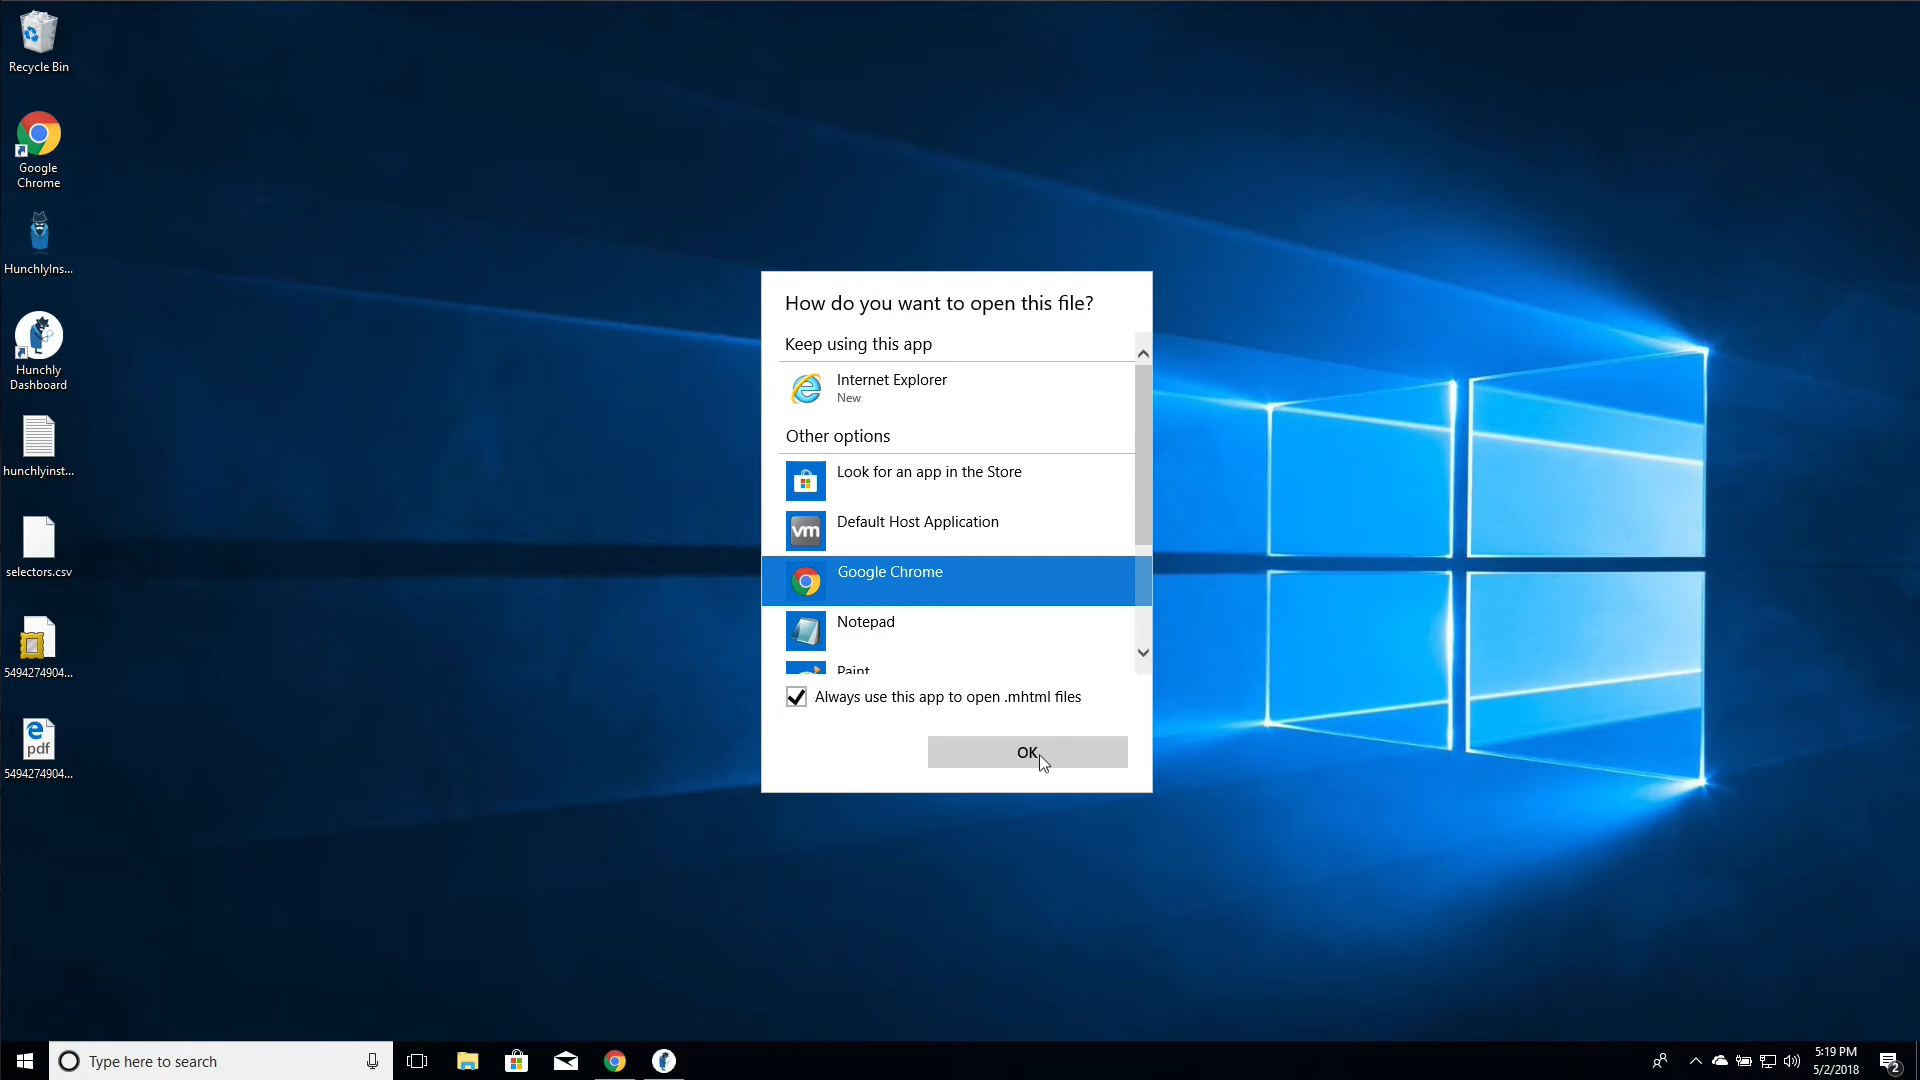 Recycle Bin
Google
Chrome
HunchlyIns...
Hunchly
Dashboard
hunchlyinst...
selectors.csv
5494274904...
pdf
5494274904...
How do you want to open this file?
Keep using this app
Internet Explorer
New
Other options
Look for an app in the Store
vm
Default Host Application
Google Chrome
Notepad
Paint
Always use this app to open .mhtml files
OK
Type here to search
5:19 PM
5/2/2018
2